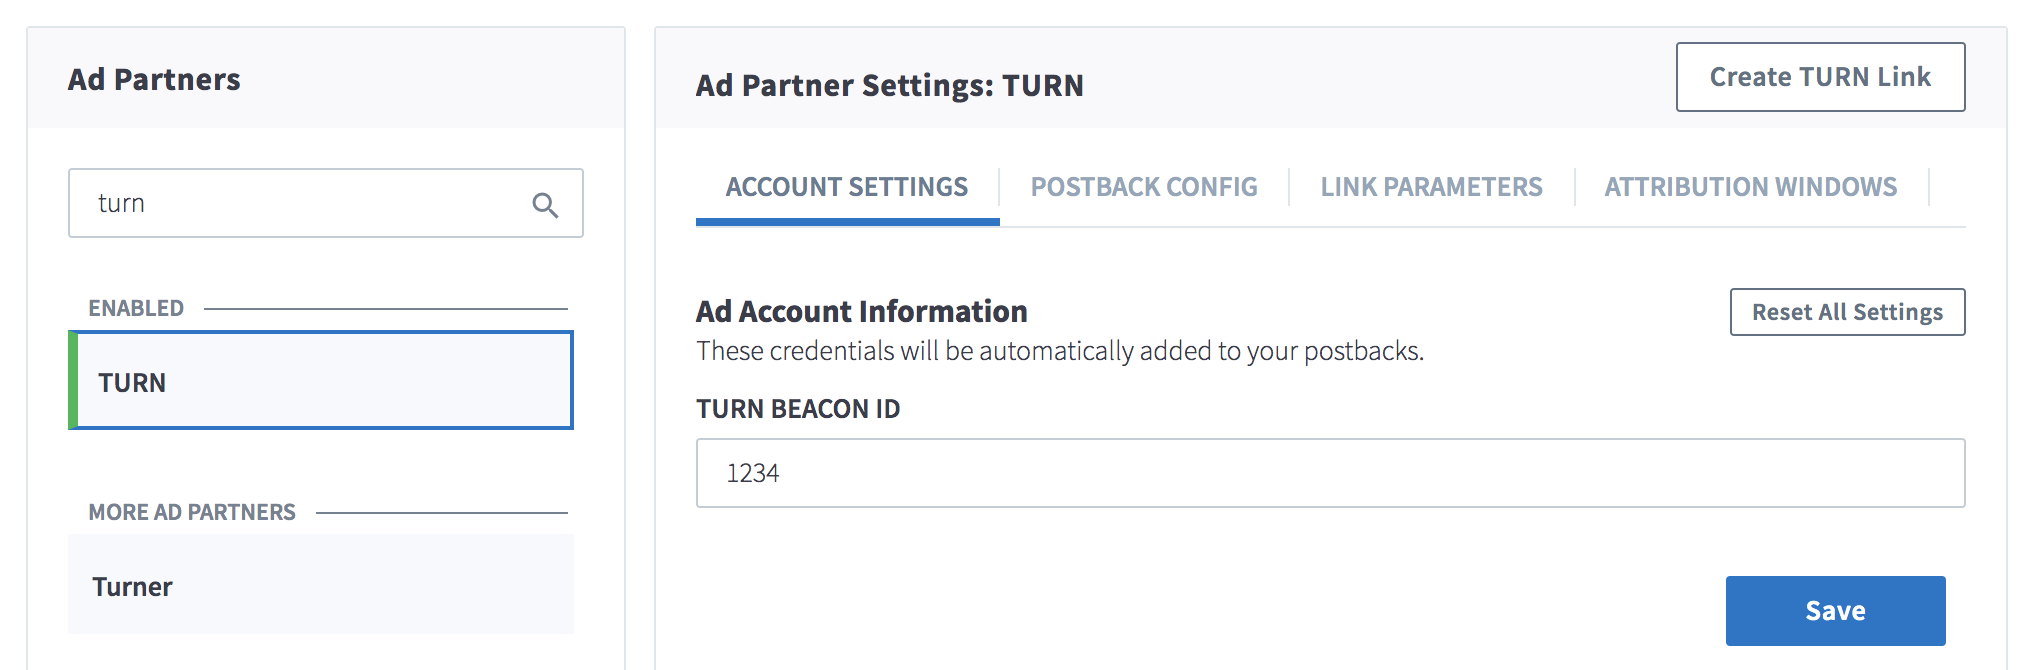 Ad Partners
turn
ENABLED
TURN
MORE AD PARTNERS
Turner
Ad Partner Settings: TURN
Create TURN Link
ACCOUNT SETTINGS
POSTBACK CONFIG
LINK PARAMETERS
ATTRIBUTION WINDOWS
Ad Account Information
Reset All Settings
These credentials will be automatically added to your postbacks.
TURN BEACON ID
1234
Save